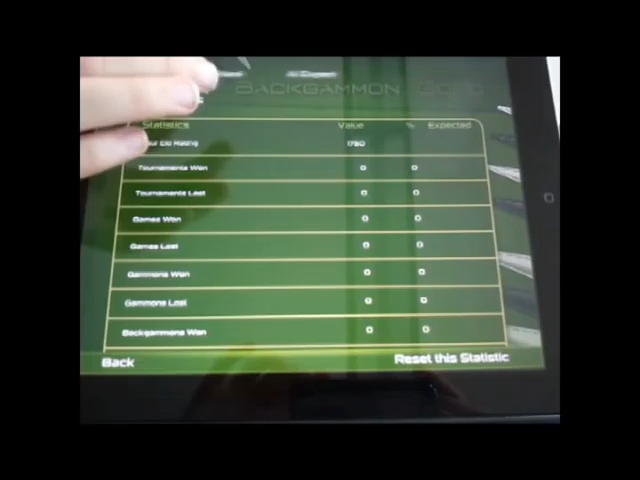 BACKGAMMON GOLD
Statistics Value % Expected
Your Elo Rating 1780
Tournaments Won 0 0
Tournaments Lost 0 0
Games Won 0 0
Games Lost 0 0
Gammons Won 0 0
Gammons Lost 0 0
Backgammons Won 0 0
Back Reset this Statistic